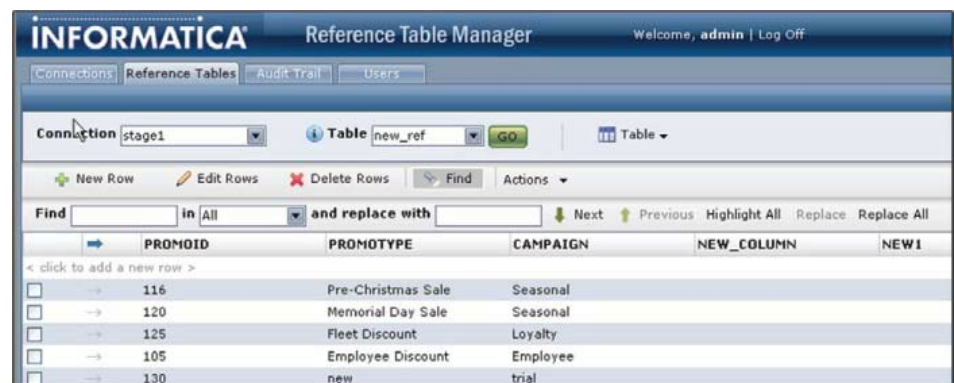 INFORMATICA Reference Table Manager Welcome, admin | Log Off
Connections Reference Tables Audit Trail Users
Connection stage1 Table new_ref GO Table
New Row Edit Rows Delete Rows Find Actions
Find in All and replace with Next Previous Highlight All Replace Replace All
PROMOID PROMOTYPE CAMPAIGN NEW_COLUMN NEW1
< click to add a new row >
116 Pre-Christmas Sale Seasonal
120 Memorial Day Sale Seasonal
125 Fleet Discount Loyalty
105 Employee Discount Employee
130 new trial